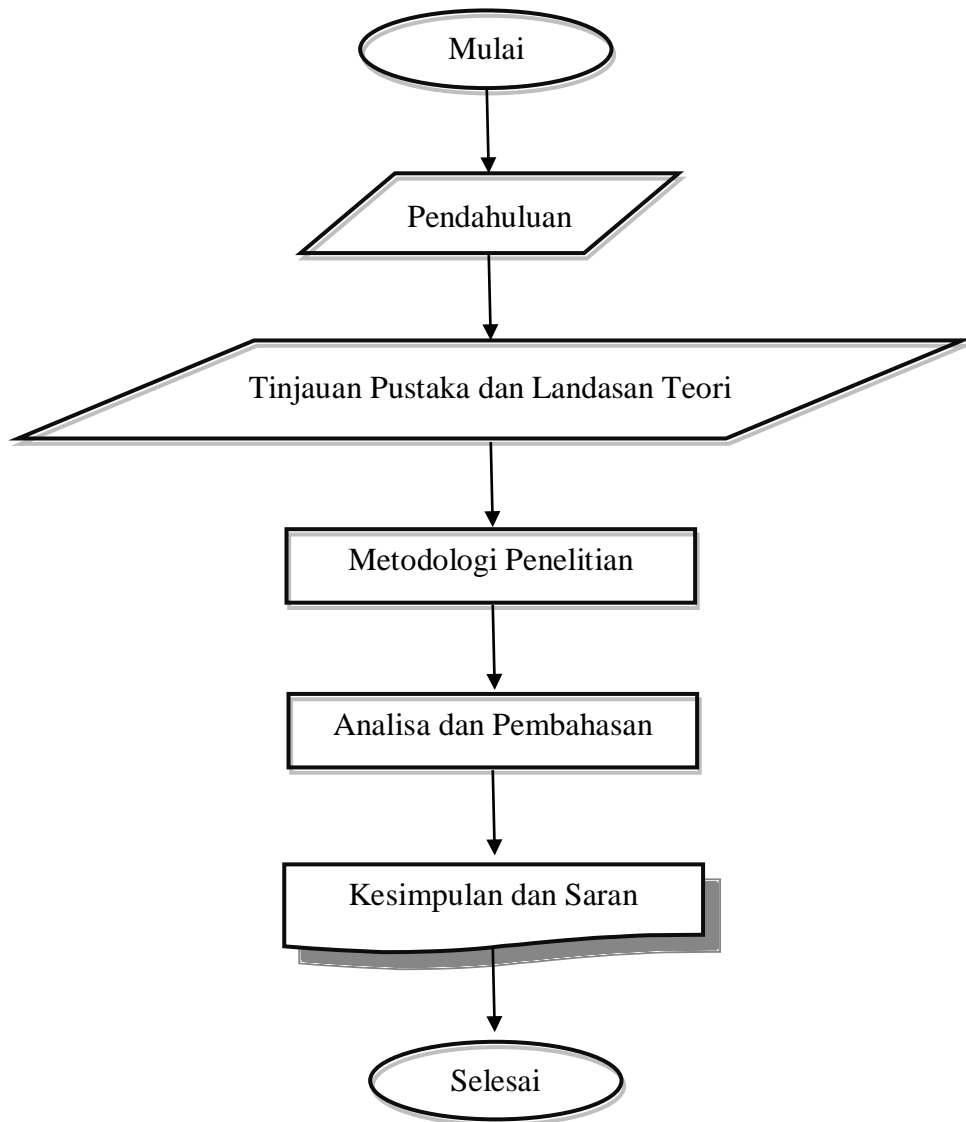 Mulai
Pendahuluan
Tinjauan Pustaka dan Landasan Teori
Metodologi Penelitian
Analisa dan Pembahasan
Kesimpulan dan Saran
Selesai